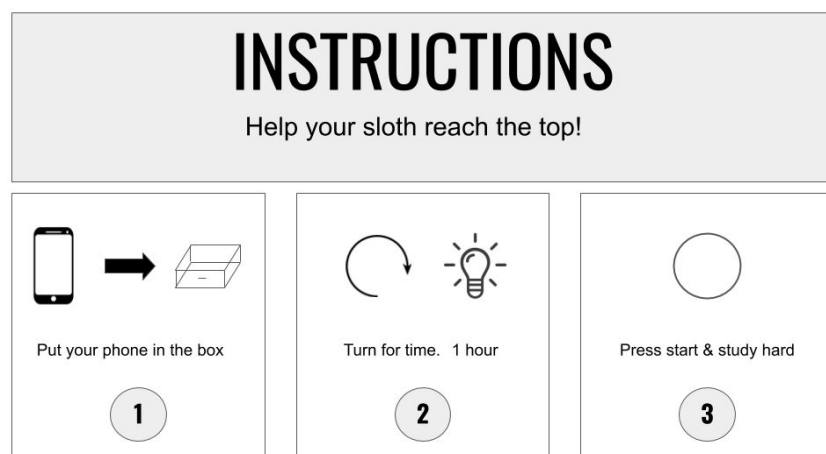 INSTRUCTIONS
Help your sloth reach the top!
Put your phone in the box
1
Turn for time. 1 hour
2
Press start & study hard
3